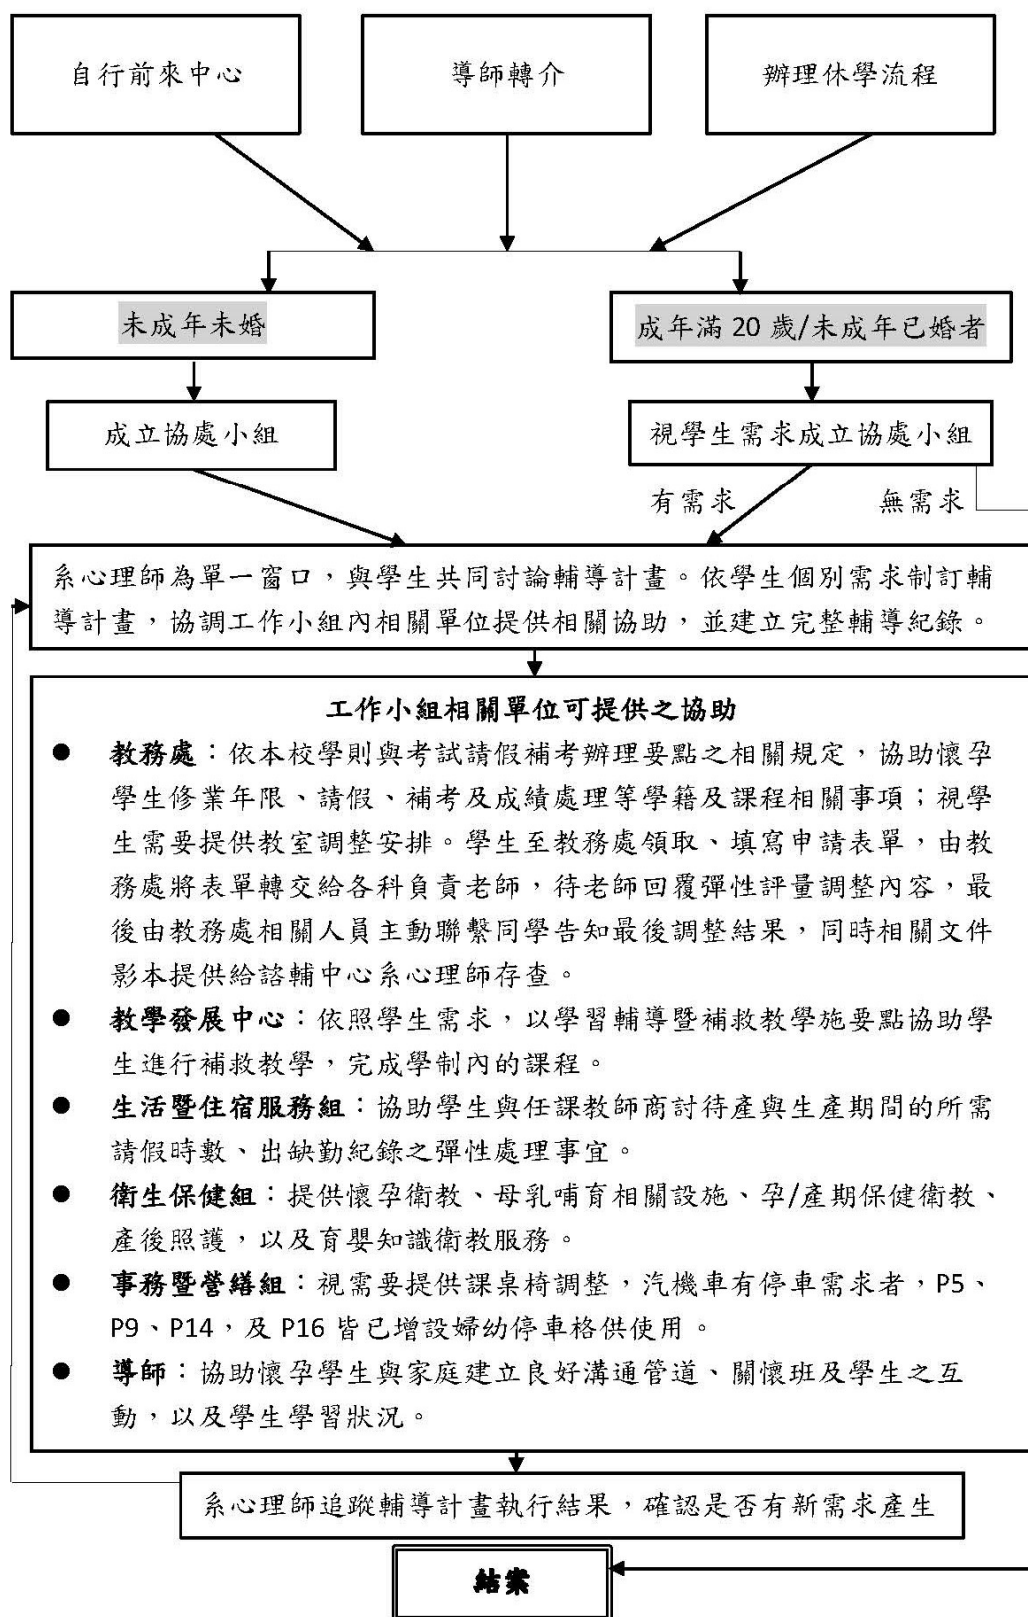 自行前來中心
導師轉介
辦理休學流程
未成年未婚
成年滿 20 歲/未成年已婚者
成立協處小組
視學生需求成立協處小組
有需求
無需求
系心理師為單一窗口，與學生共同討論輔導計畫。依學生個別需求制訂輔
導計畫，協調工作小組內相關單位提供相關協助，並建立完整輔導紀錄。
工作小組相關單位可提供之協助
● 教務處：依本校學則與考試請假補考辦理要點之相關規定，協助懷孕
學生修業年限、請假、補考及成績處理等學籍及課程相關事項；視學
生需要提供教室調整安排。學生至教務處領取、填寫申請表單，由教
務處將表單轉交給各科負責老師，待老師回覆彈性評量調整內容，最
後由教務處相關人員主動聯繫同學告知最後調整結果，同時相關文件
影本提供給諮輔中心系心理師存查。
● 教學發展中心：依照學生需求，以學習輔導暨補救教學施要點協助學
生進行補救教學，完成學制內的課程。
● 生活暨住宿服務組：協助學生與任課教師商討待產與生產期間的所需
請假時數、出缺勤紀錄之彈性處理事宜。
● 衛生保健組：提供懷孕衛教、母乳哺育相關設施、孕/產期保健衛教、
產後照護，以及育嬰知識衛教服務。
● 事務暨營繕組：視需要提供課桌椅調整，汽機車有停車需求者，P5、
P9、P14，及 P16 皆已增設婦幼停車格供使用。
● 導師：協助懷孕學生與家庭建立良好溝通管道、關懷班及學生之互
動，以及學生學習狀況。
系心理師追蹤輔導計畫執行結果，確認是否有新需求產生
結案